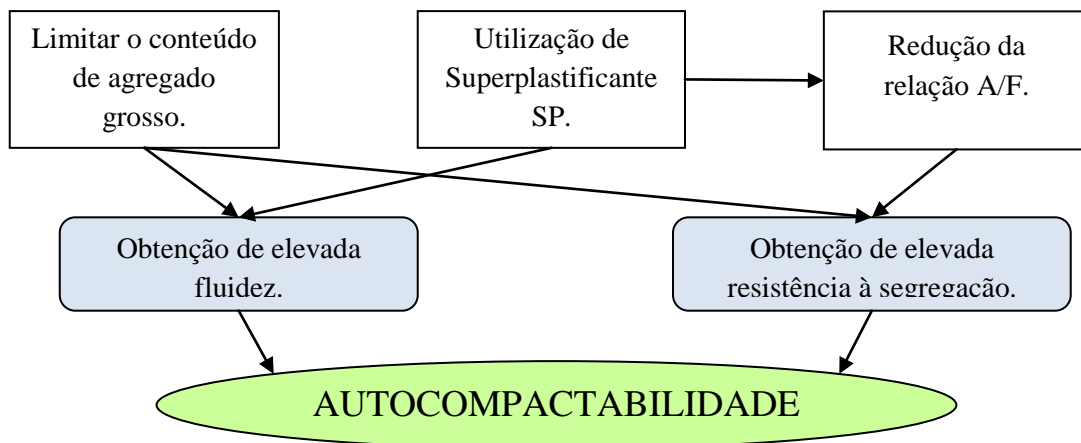 Limitar o conteúdo
de agregado
grosso.
Utilização de
Superplastificante
SP.
Redução da
relação A/F.
Obtenção de elevada
fluidez.
Obtenção de elevada
resistência à segregação.
AUTOCOMPACTABILIDADE